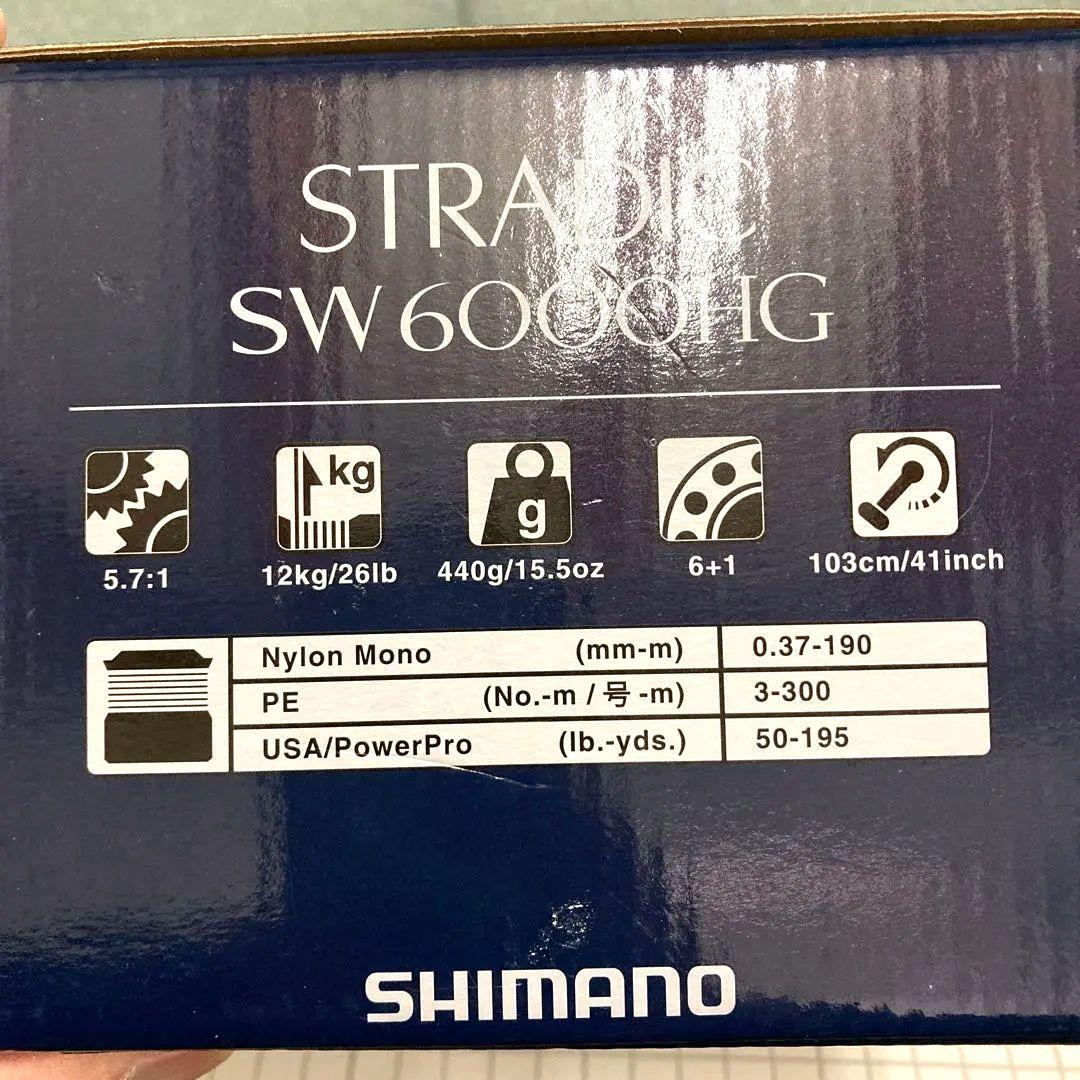 STRADIC
SW 6000HG
kg
g
5.7:1 12kg/26lb 440g/15.5oz 6+1 103cm/41inch
Nylon Mono (mm-m) 0.37-190
PE (No.-m / 号 -m) 3-300
USA/PowerPro (lb.-yds.) 50-195
SHIMANO